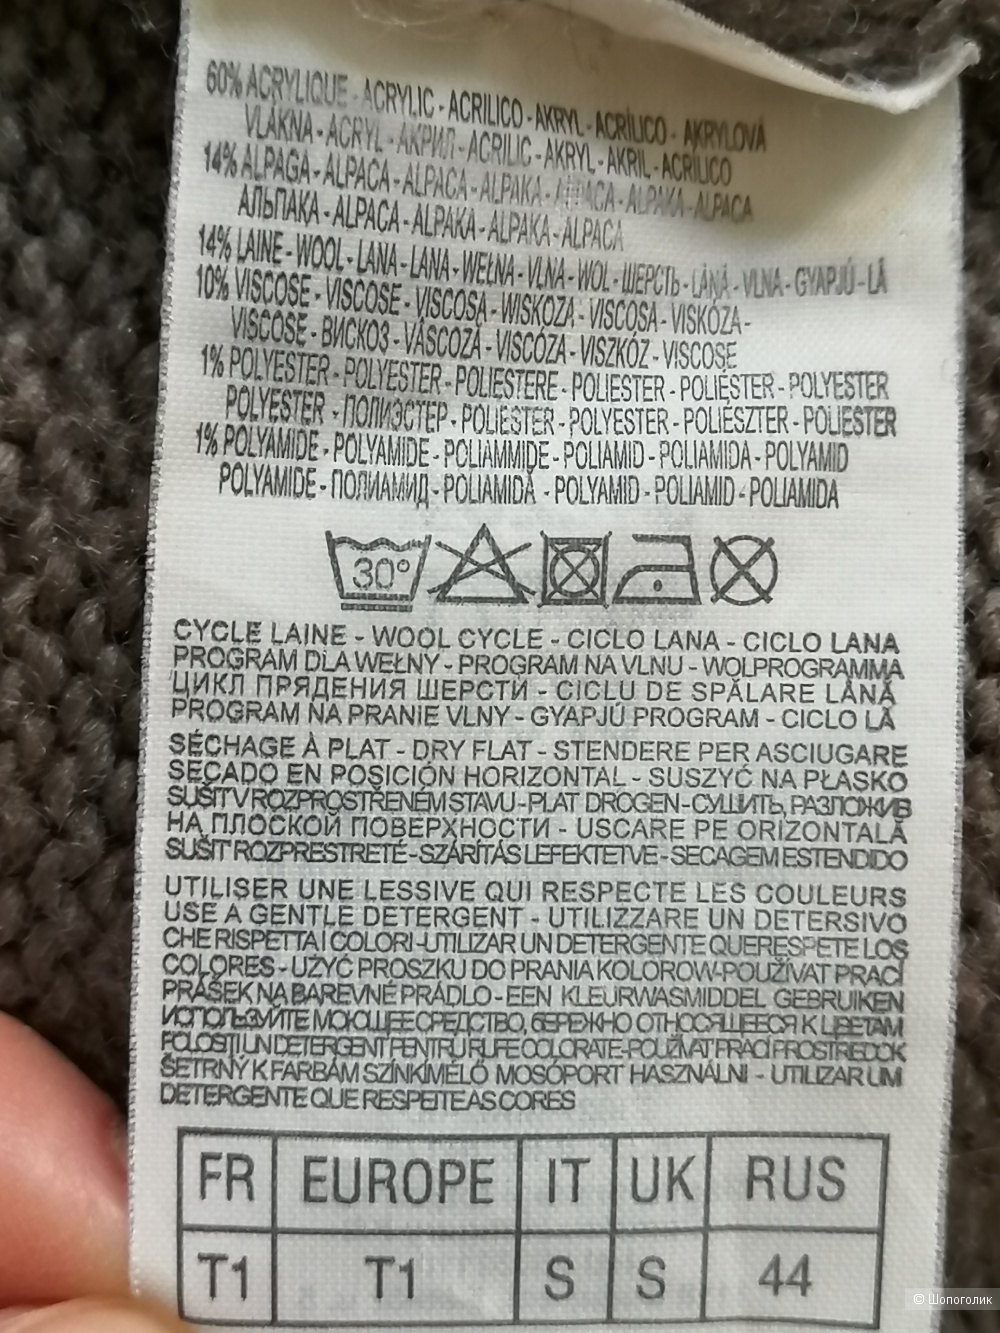 60% ACRYLIQUE - ACRYLIC - ACRILICO - AKRYL - ACRÍLICO - AKRYLOVÁ
VLÁKNA - ACRYL - АКРИЛ - ACRILIC - AKRYL - AKRIL - ACRÍLICO
14% ALPAGA - ALPACA - ALPACA - ALPAKA - ALPACA - ALPAKA - ALPACA
АЛЬПАКА - ALPACA - ALPAKA - ALPAKA - ALPACA
14% LAINE - WOOL - LANA - LANA - WEŁNA - VLNA - WOL - ШЕРСТЬ - LÂNĂ - VLNA - GYAPJÚ - LÃ
10% VISCOSE - VISCOSE - VISCOSA - WISKOZA - VISCOSA - VISKÓZA -
VISCOSE - ВИСКОЗ - VÁSCOZĂ - VISCÓZA - VISZKÓZ - VISCOSE
1% POLYESTER - POLYESTER - POLIESTERE - POLIESTER - POLIÉSTER - POLYESTER
POLYESTER - ПОЛИЭСТЕР - POLIESTER - POLYESTER - POLIÉSZTER - POLIÉSTER
1% POLYAMIDE - POLYAMIDE - POLIAMMIDE - POLIAMID - POLIAMIDA - POLYAMID
POLYAMIDE - ПОЛИАМИД - POLIAMIDĂ - POLYAMID - POLIAMID - POLIAMIDA
30°
CYCLE LAINE - WOOL CYCLE - CICLO LANA - CICLO LANA
PROGRAM DLA WEŁNY - PROGRAM NA VLNU - WOLPROGRAMMA
ЦИКЛ ПРЯДЕНИЯ ШЕРСТИ - CICLU DE SPĂLARE LÂNĂ
PROGRAM NA PRANIE VLNY - GYAPJÚ PROGRAM - CICLO LÃ
SÉCHAGE À PLAT - DRY FLAT - STENDERE PER ASCIUGARE
SECADO EN POSICIÓN HORIZONTAL - SUSZYĆ NA PŁASKO
SUŠIT V ROZPROSTŘENÉM STAVU - PLAT DROGEN - СУШИТЬ, РАЗЛОЖИВ
НА ПЛОСКОЙ ПОВЕРХНОСТИ - USCARE PE ORIZONTALĂ
SUŠIT ROZPRESTRETÉ - SZÁRÍTÁS LEFEKTETVE - SECAGEM ESTENDIDO
UTILISER UNE LESSIVE QUI RESPECTE LES COULEURS
USE A GENTLE DETERGENT - UTILIZZARE UN DETERSIVO
CHE RISPETTA I COLORI - UTILIZAR UN DETERGENTE QUE RESPETE LOS
COLORES - UŻYĆ PROSZKU DO PRANIA KOLOROW - POUŽÍVAT PRACÍ
PRÁŠEK NA BAREVNÉ PRÁDLO - EEN KLEURWASMIDDEL GEBRUIKEN
ИСПОЛЬЗУЙТЕ МОЮЩЕЕ СРЕДСТВО, БЕРЕЖНО ОТНОСЯЩЕЕСЯ К ЦВЕТАМ
FOLOSIȚI UN DETERGENT PENTRU RUFE COLORATE - POUŽÍVAT PRACÍ PROSTRIEDOK
ŠETRNÝ K FARBÁM SZÍNKÍMÉLŐ MOSÓPORT HASZNÁLNI - UTILIZAR UM
DETERGENTE QUE RESPEITE AS CORES
FR EUROPE IT UK RUS
T1 T1 S S 44
© Шопоголик